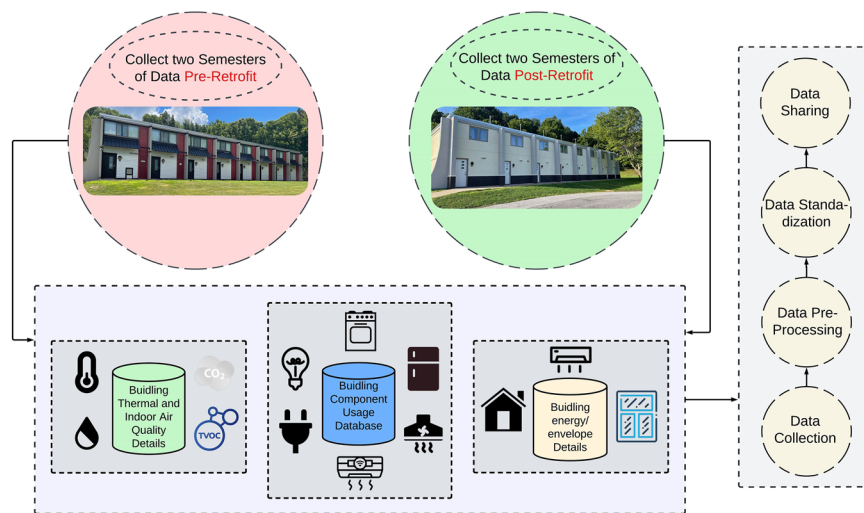 Collect two Semesters
of Data Pre-Retrofit
Collect two Semesters of
Data Post-Retrofit
Data
Sharing
Data Standa-
dization
Data Pre-
Processing
Data
Collection
CO2
TVOC
Buidling
Thermal and
Indoor Air
Quality
Details
Buidling
Component
Usage
Database
Buidling
energy/
envelope
Details